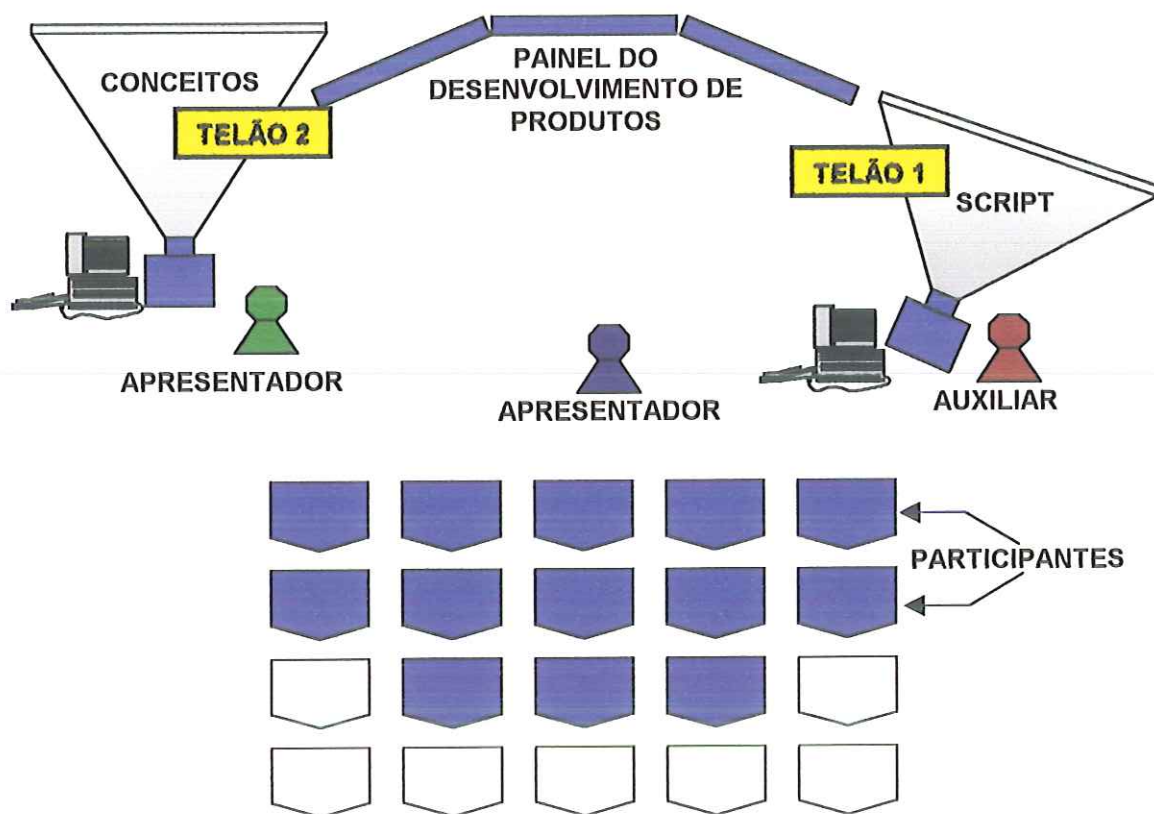 CONCEITOS
TELÃO 2
PAINEL DO
DESENVOLVIMENTO DE
PRODUTOS
TELÃO 1
SCRIPT
APRESENTADOR
APRESENTADOR
AUXILIAR
PARTICIPANTES